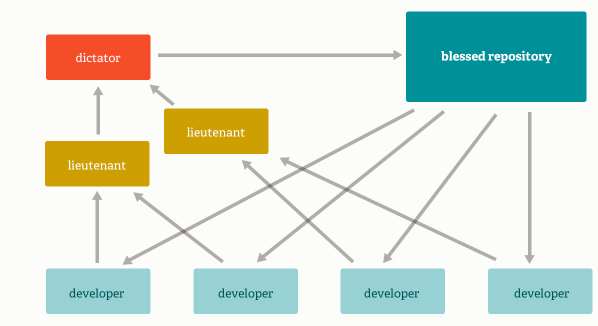 dictator
blessed repository
lieutenant
lieutenant
developer
developer
developer
developer